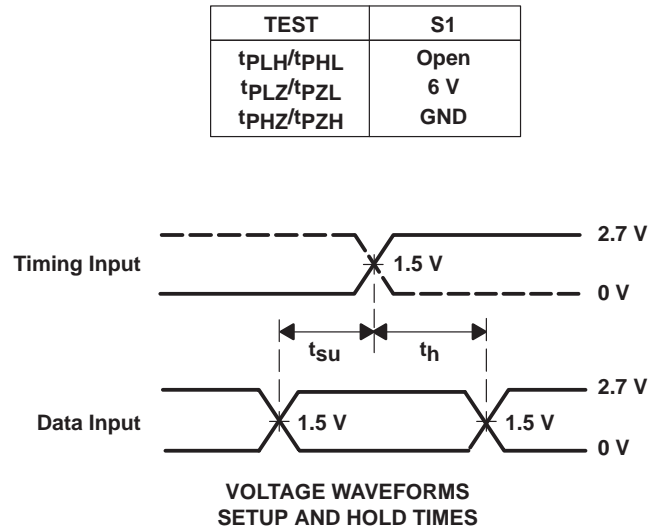 TEST S1
tPLH/tPHL Open
tPLZ/tPZL 6 V
tPHZ/tPZH GND
2.7 V
Timing Input 1.5 V
0 V
tsu th
2.7 V
Data Input 1.5 V 1.5 V
0 V
VOLTAGE WAVEFORMS
SETUP AND HOLD TIMES